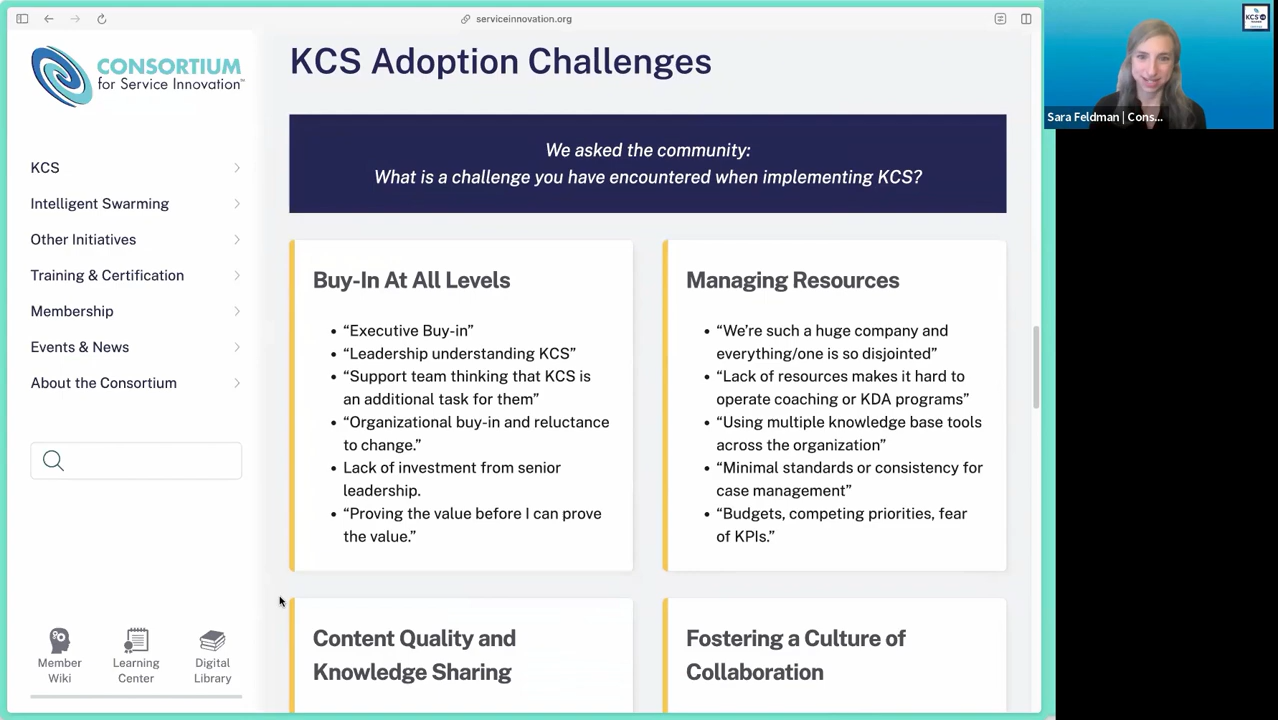 serviceinnovation.org
CONSORTIUM
for Service Innovation™
KCS
Intelligent Swarming
Other Initiatives
Training & Certification
Membership
Events & News
About the Consortium
Member
Wiki
Learning
Center
Digital
Library
KCS Adoption Challenges
We asked the community:
What is a challenge you have encountered when implementing KCS?
Buy-In At All Levels
• “Executive Buy-in”
• “Leadership understanding KCS”
• “Support team thinking that KCS is
an additional task for them”
• “Organizational buy-in and reluctance
to change.”
• Lack of investment from senior
leadership.
• “Proving the value before I can prove
the value.”
Managing Resources
• “We’re such a huge company and
everything/one is so disjointed”
• “Lack of resources makes it hard to
operate coaching or KDA programs”
• “Using multiple knowledge base tools
across the organization”
• “Minimal standards or consistency for
case management”
• “Budgets, competing priorities, fear
of KPIs.”
Content Quality and
Knowledge Sharing
Fostering a Culture of
Collaboration
Sara Feldman | Cons...
KCS